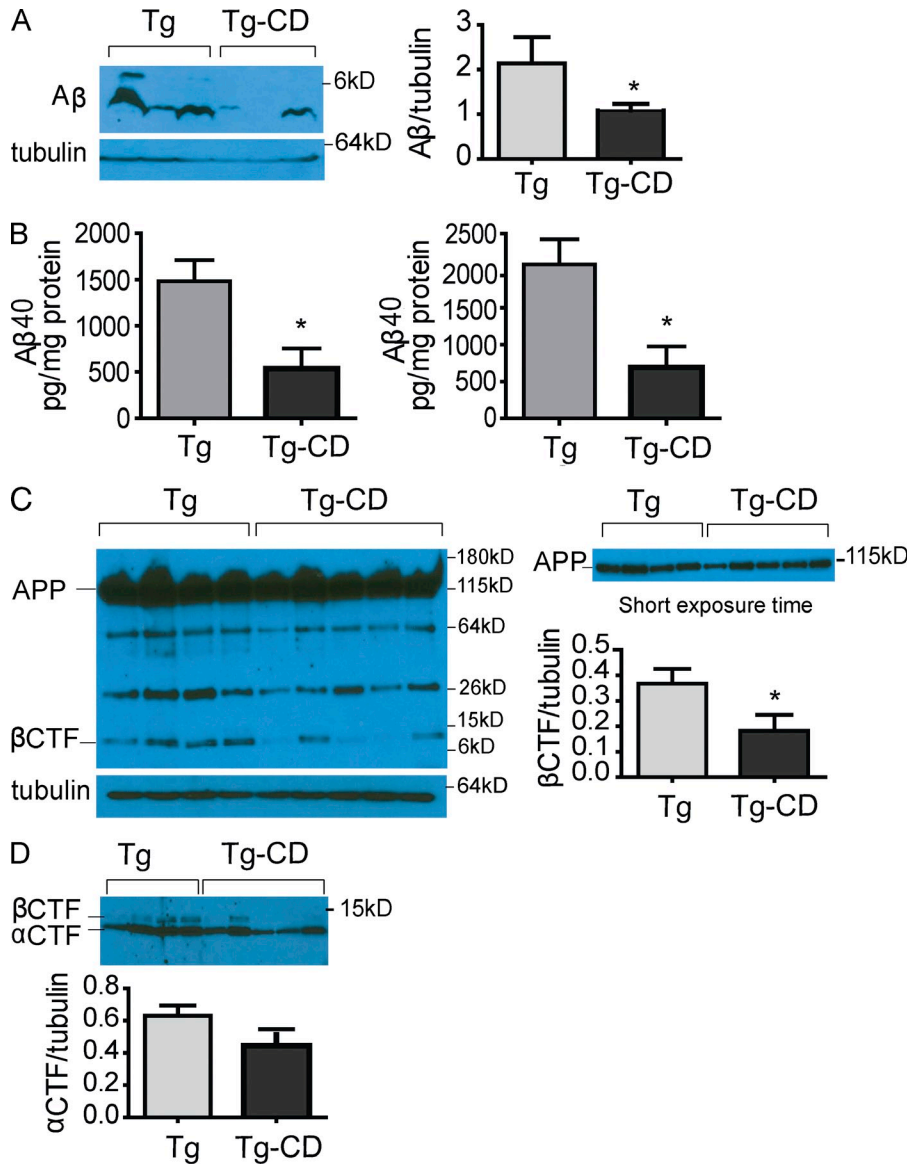 A
Tg Tg-CD
Aβ
6kD
tubulin
64kD
Aβ/tubulin
3
2
1
0
Tg Tg-CD
*
B
Aβ40
pg/mg protein
2000
1500
1000
500
0
*
Tg Tg-CD
Aβ40
pg/mg protein
2500
2000
1500
1000
500
0
*
Tg Tg-CD
C
Tg Tg-CD
APP
180kD
115kD
64kD
26kD
15kD
βCTF
6kD
tubulin
64kD
Tg Tg-CD
APP
115kD
Short exposure time
βCTF/tubulin
0.5
0.4
0.3
0.2
0.1
0.0
*
Tg Tg-CD
D
Tg Tg-CD
βCTF
αCTF
15kD
αCTF/tubulin
0.8
0.6
0.4
0.2
0.0
Tg Tg-CD